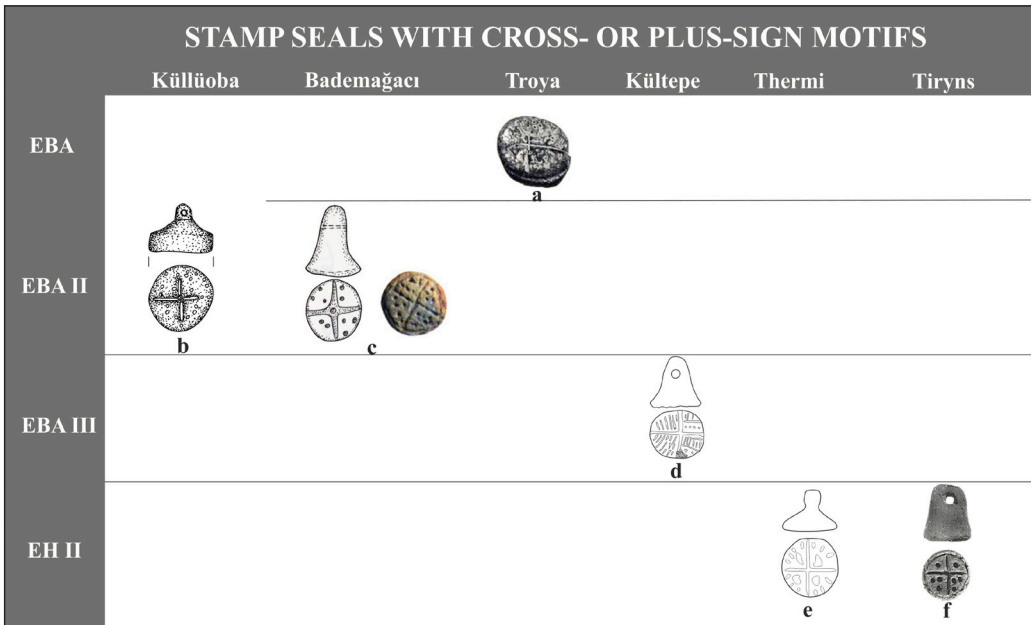 STAMP SEALS WITH CROSS- OR PLUS-SIGN MOTIFS
Küllüoba Bademağacı Troya Kültepe Thermi Tiryns
EBA
a
EBA II
b c
EBA III
d
EH II
e f